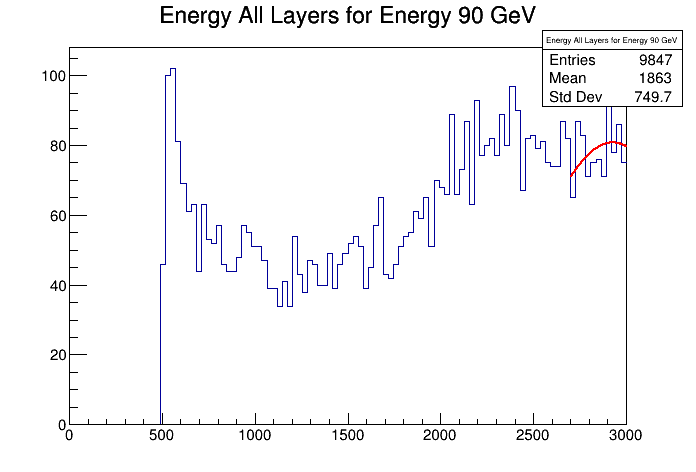 Energy All Layers for Energy 90 GeV
Energy All Layers for Energy 90 GeV
Entries 9847
Mean 1863
Std Dev 749.7
100
80
60
40
20
0
0 500 1000 1500 2000 2500 3000